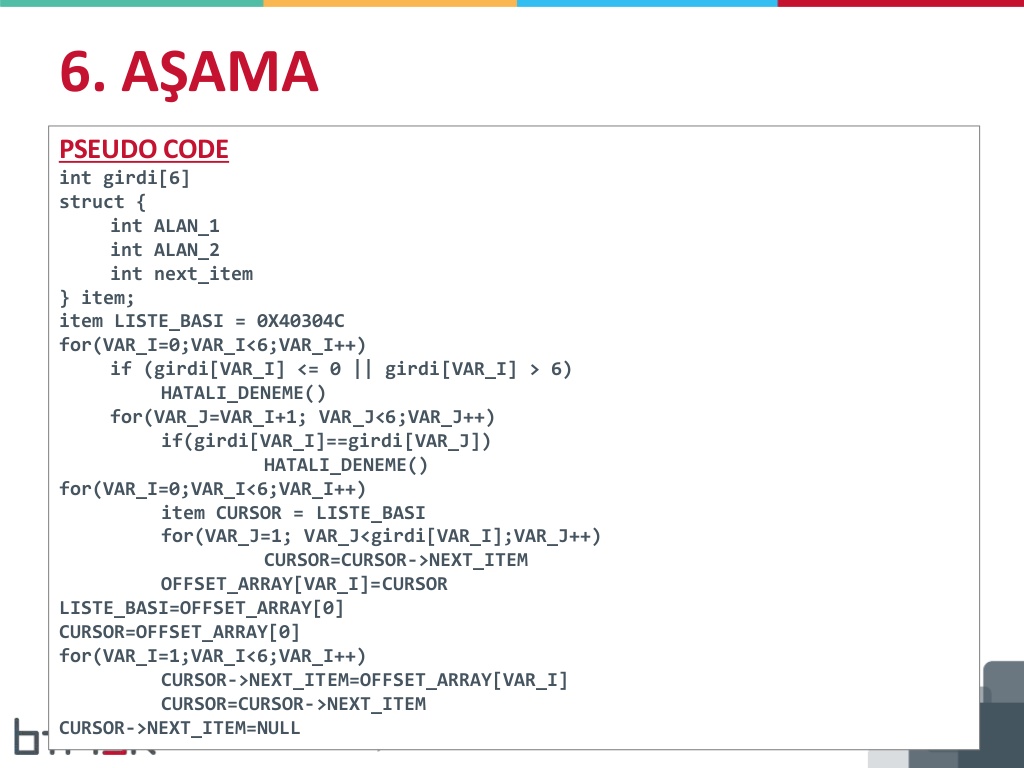 6. AŞAMA
PSEUDO CODE
int girdi[6]
struct {
int ALAN_1
int ALAN_2
int next_item
} item;
item LISTE_BASI = 0X40304C
for(VAR_I=0;VAR_I<6;VAR_I++)
if (girdi[VAR_I] <= 0 || girdi[VAR_I] > 6)
HATALI_DENEME()
for(VAR_J=VAR_I+1; VAR_J<6;VAR_J++)
if(girdi[VAR_I]==girdi[VAR_J])
HATALI_DENEME()
for(VAR_I=0;VAR_I<6;VAR_I++)
item CURSOR = LISTE_BASI
for(VAR_J=1; VAR_J<girdi[VAR_I];VAR_J++)
CURSOR=CURSOR->NEXT_ITEM
OFFSET_ARRAY[VAR_I]=CURSOR
LISTE_BASI=OFFSET_ARRAY[0]
CURSOR=OFFSET_ARRAY[0]
for(VAR_I=1;VAR_I<6;VAR_I++)
CURSOR->NEXT_ITEM=OFFSET_ARRAY[VAR_I]
CURSOR=CURSOR->NEXT_ITEM
CURSOR->NEXT_ITEM=NULL